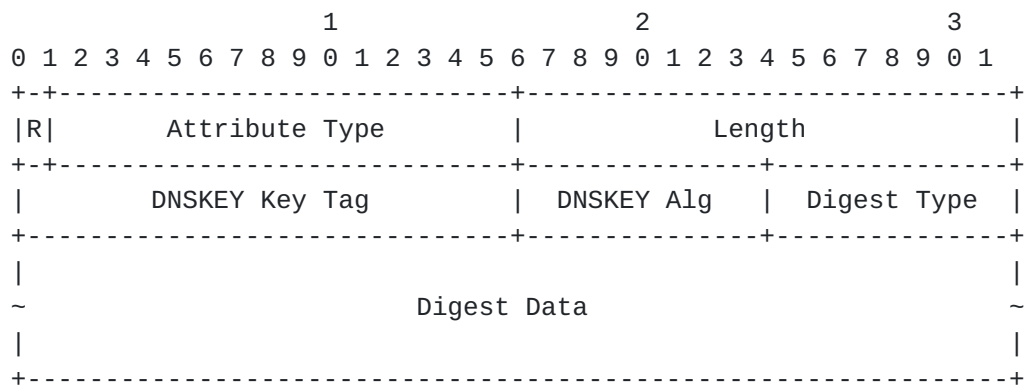 1                   2                   3
0 1 2 3 4 5 6 7 8 9 0 1 2 3 4 5 6 7 8 9 0 1 2 3 4 5 6 7 8 9 0 1
+-+-----------------------------+-------------------------------+
|R|       Attribute Type        |            Length             |
+-+-----------------------------+---------------+---------------+
|        DNSKEY Key Tag         |  DNSKEY Alg   |  Digest Type  |
+-------------------------------+---------------+---------------+
|                                                               |
~                         Digest Data                           ~
|                                                               |
+---------------------------------------------------------------+